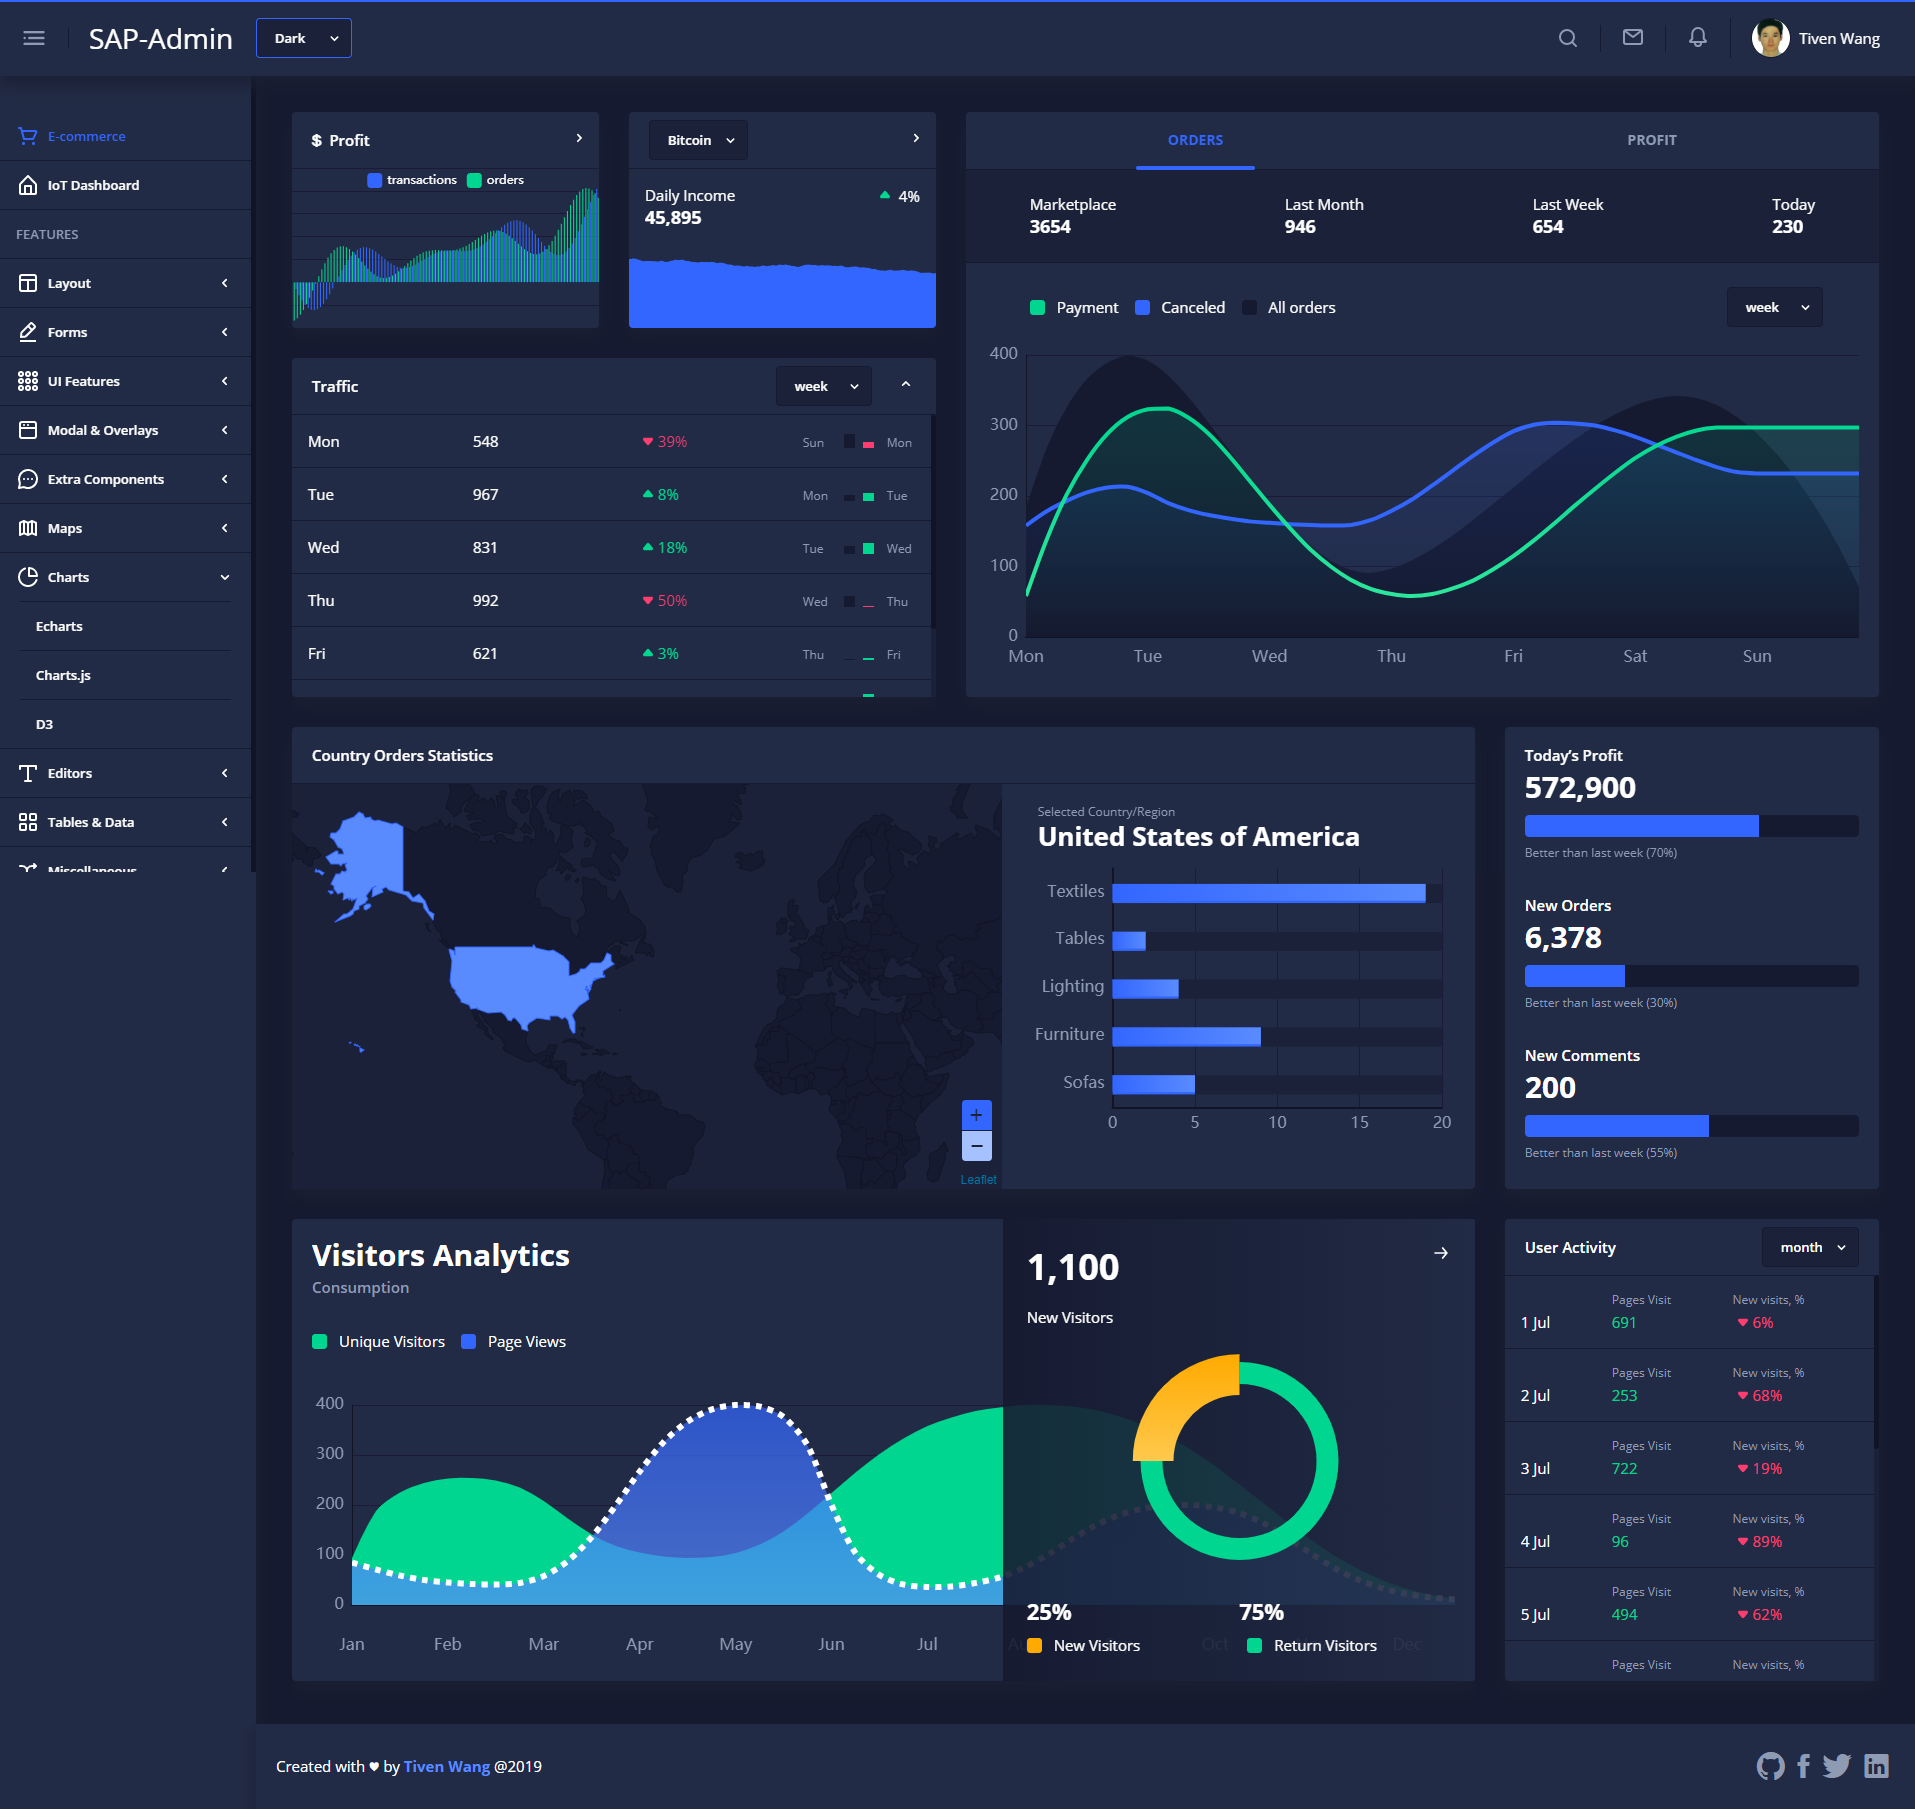 SAP-Admin
Dark
Tiven Wang
E-commerce
IoT Dashboard
FEATURES
Layout
Forms
UI Features
Modal & Overlays
Extra Components
Maps
Charts
Echarts
Charts.js
D3
Editors
Tables & Data
Miscellaneous
$ Profit
transactions orders
Bitcoin
Daily Income
45,895
4%
ORDERS PROFIT
Marketplace Last Month Last Week Today
3654 946 654 230
Payment Canceled All orders
week
400
300
200
100
0
Mon Tue Wed Thu Fri Sat Sun
Traffic
week
Mon 548 39% Sun Mon
Tue 967 8% Mon Tue
Wed 831 18% Tue Wed
Thu 992 50% Wed Thu
Fri 621 3% Thu Fri
Country Orders Statistics
+
−
Leaflet
Selected Country/Region
United States of America
Textiles
Tables
Lighting
Furniture
Sofas
0 5 10 15 20
Today's Profit
572,900
Better than last week (70%)
New Orders
6,378
Better than last week (30%)
New Comments
200
Better than last week (55%)
Visitors Analytics
Consumption
Unique Visitors Page Views
400
300
200
100
0
Jan Feb Mar Apr May Jun Jul Oct Dec
1,100
New Visitors
25% 75%
New Visitors Return Visitors
User Activity
month
Pages Visit New visits, %
1 Jul 691 6%
Pages Visit New visits, %
2 Jul 253 68%
Pages Visit New visits, %
3 Jul 722 19%
Pages Visit New visits, %
4 Jul 96 89%
Pages Visit New visits, %
5 Jul 494 62%
Pages Visit New visits, %
Created with ♥ by Tiven Wang @2019